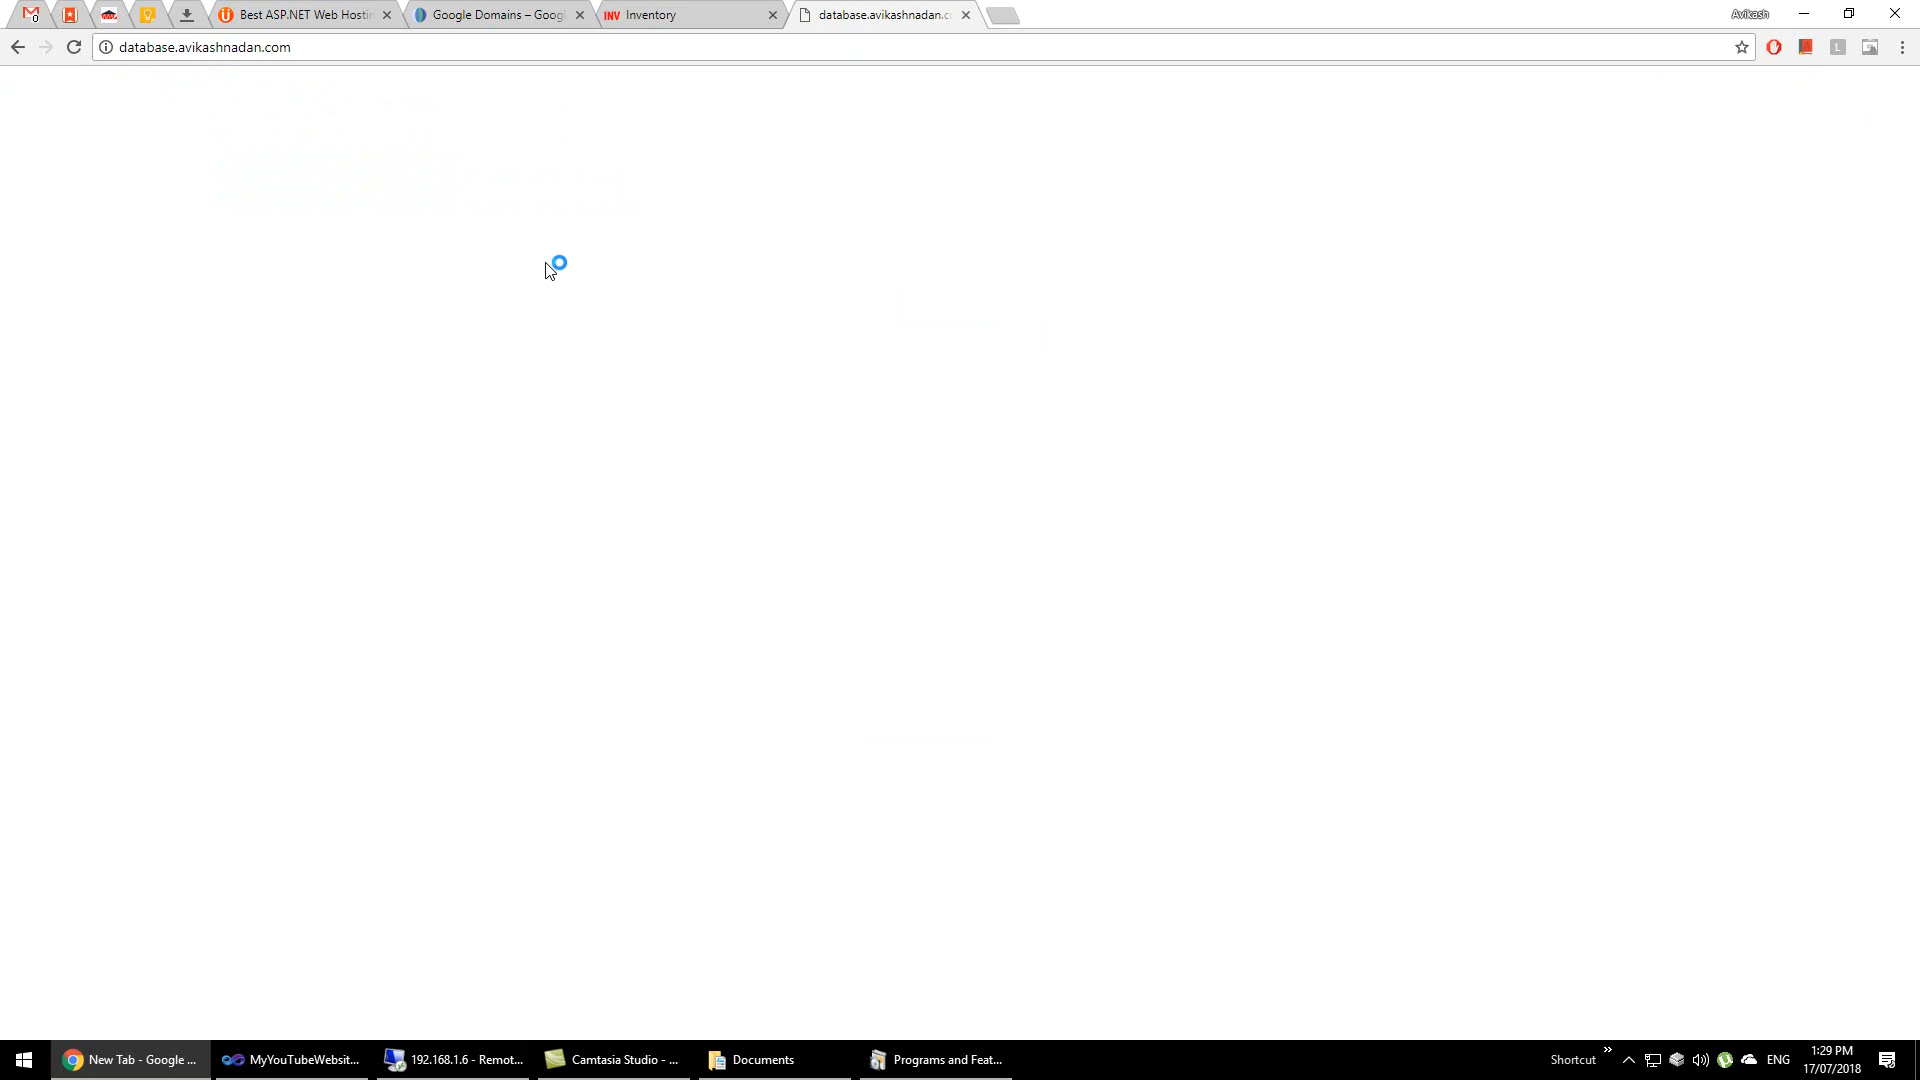 0
Best ASP.NET Web Hostin
Google Domains – Googl
INV Inventory
database.avikashnadan.c
Avikash
database.avikashnadan.com
L
New Tab - Google ...
MyYouTubeWebsit...
192.168.1.6 - Remot...
Camtasia Studio - ...
Documents
Programs and Feat...
Shortcut
ENG
1:29 PM
17/07/2018